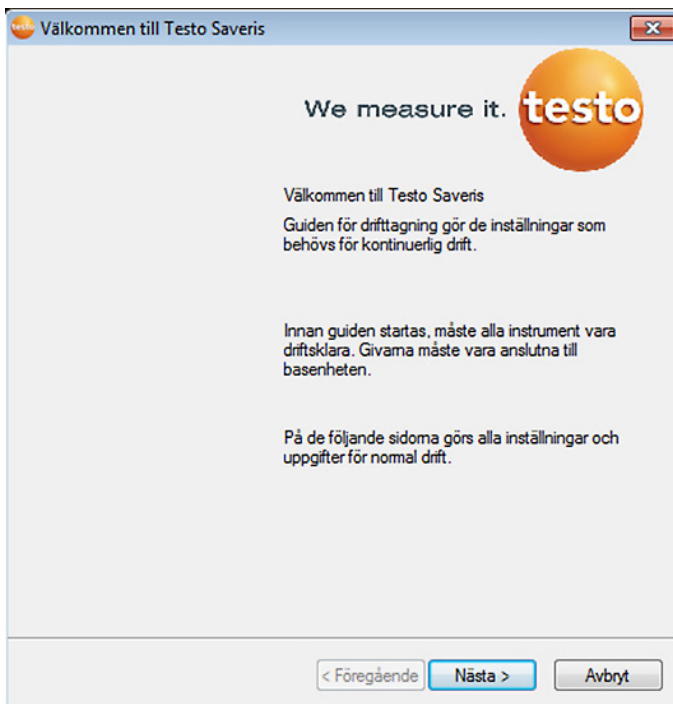 testo Välkommen till Testo Saveris
We measure it. testo
Välkommen till Testo Saveris
Guiden för drifttagning gör de inställningar som
behövs för kontinuerlig drift.
Innan guiden startas, måste alla instrument vara
driftsklara. Givarna måste vara anslutna till
basenheten.
På de följande sidorna görs alla inställningar och
uppgifter för normal drift.
< Föregående Nästa > Avbryt